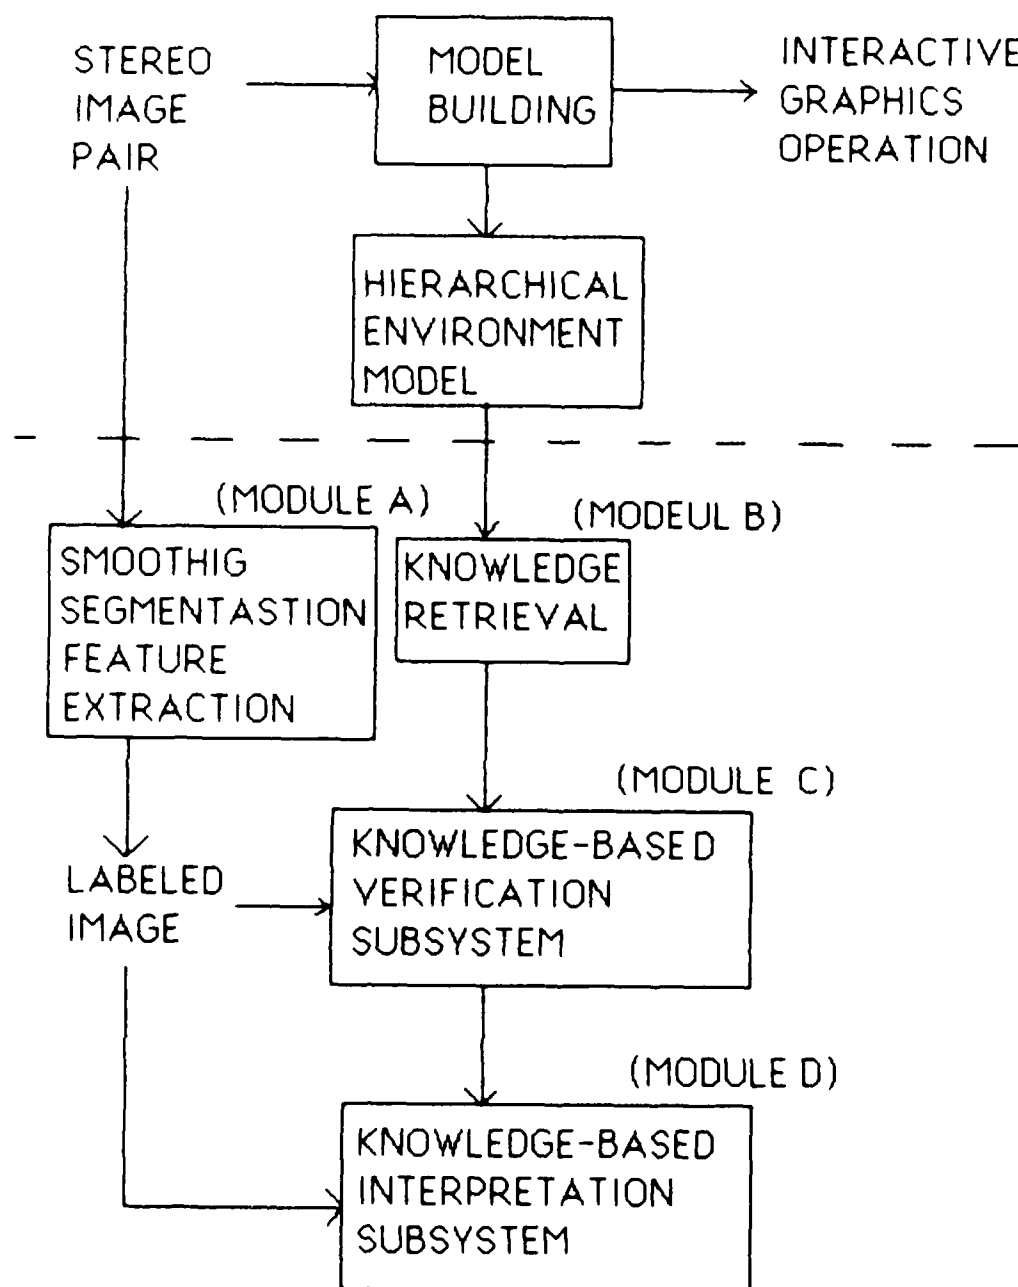 STEREO
IMAGE
PAIR
MODEL
BUILDING
INTERACTIVE
GRAPHICS
OPERATION
HIERARCHICAL
ENVIRONMENT
MODEL
(MODULE A)
(MODEUL B)
SMOOTHIG
SEGMENTASTION
FEATURE
EXTRACTION
KNOWLEDGE
RETRIEVAL
(MODULE C)
LABELED
IMAGE
KNOWLEDGE-BASED
VERIFICATION
SUBSYSTEM
(MODULE D)
KNOWLEDGE-BASED
INTERPRETATION
SUBSYSTEM